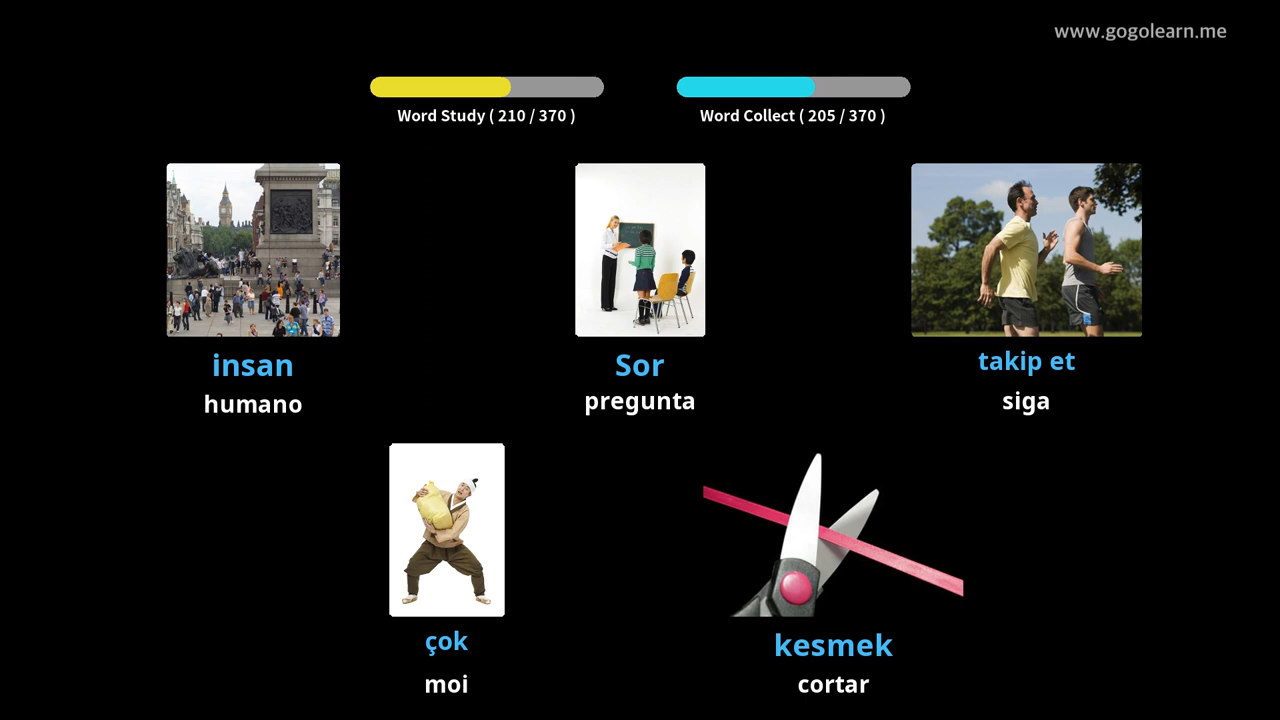 www.gogolearn.me
Word Study ( 210 / 370 )
Word Collect ( 205 / 370 )
insan
humano
Sor
pregunta
takip et
siga
çok
moi
kesmek
cortar